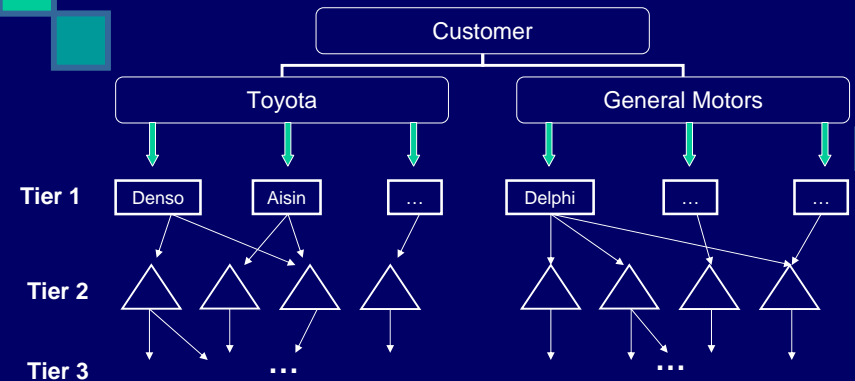 Customer
Toyota
General Motors
Tier 1
Denso
Aisin
...
Delphi
...
...
Tier 2
Tier 3
...
...